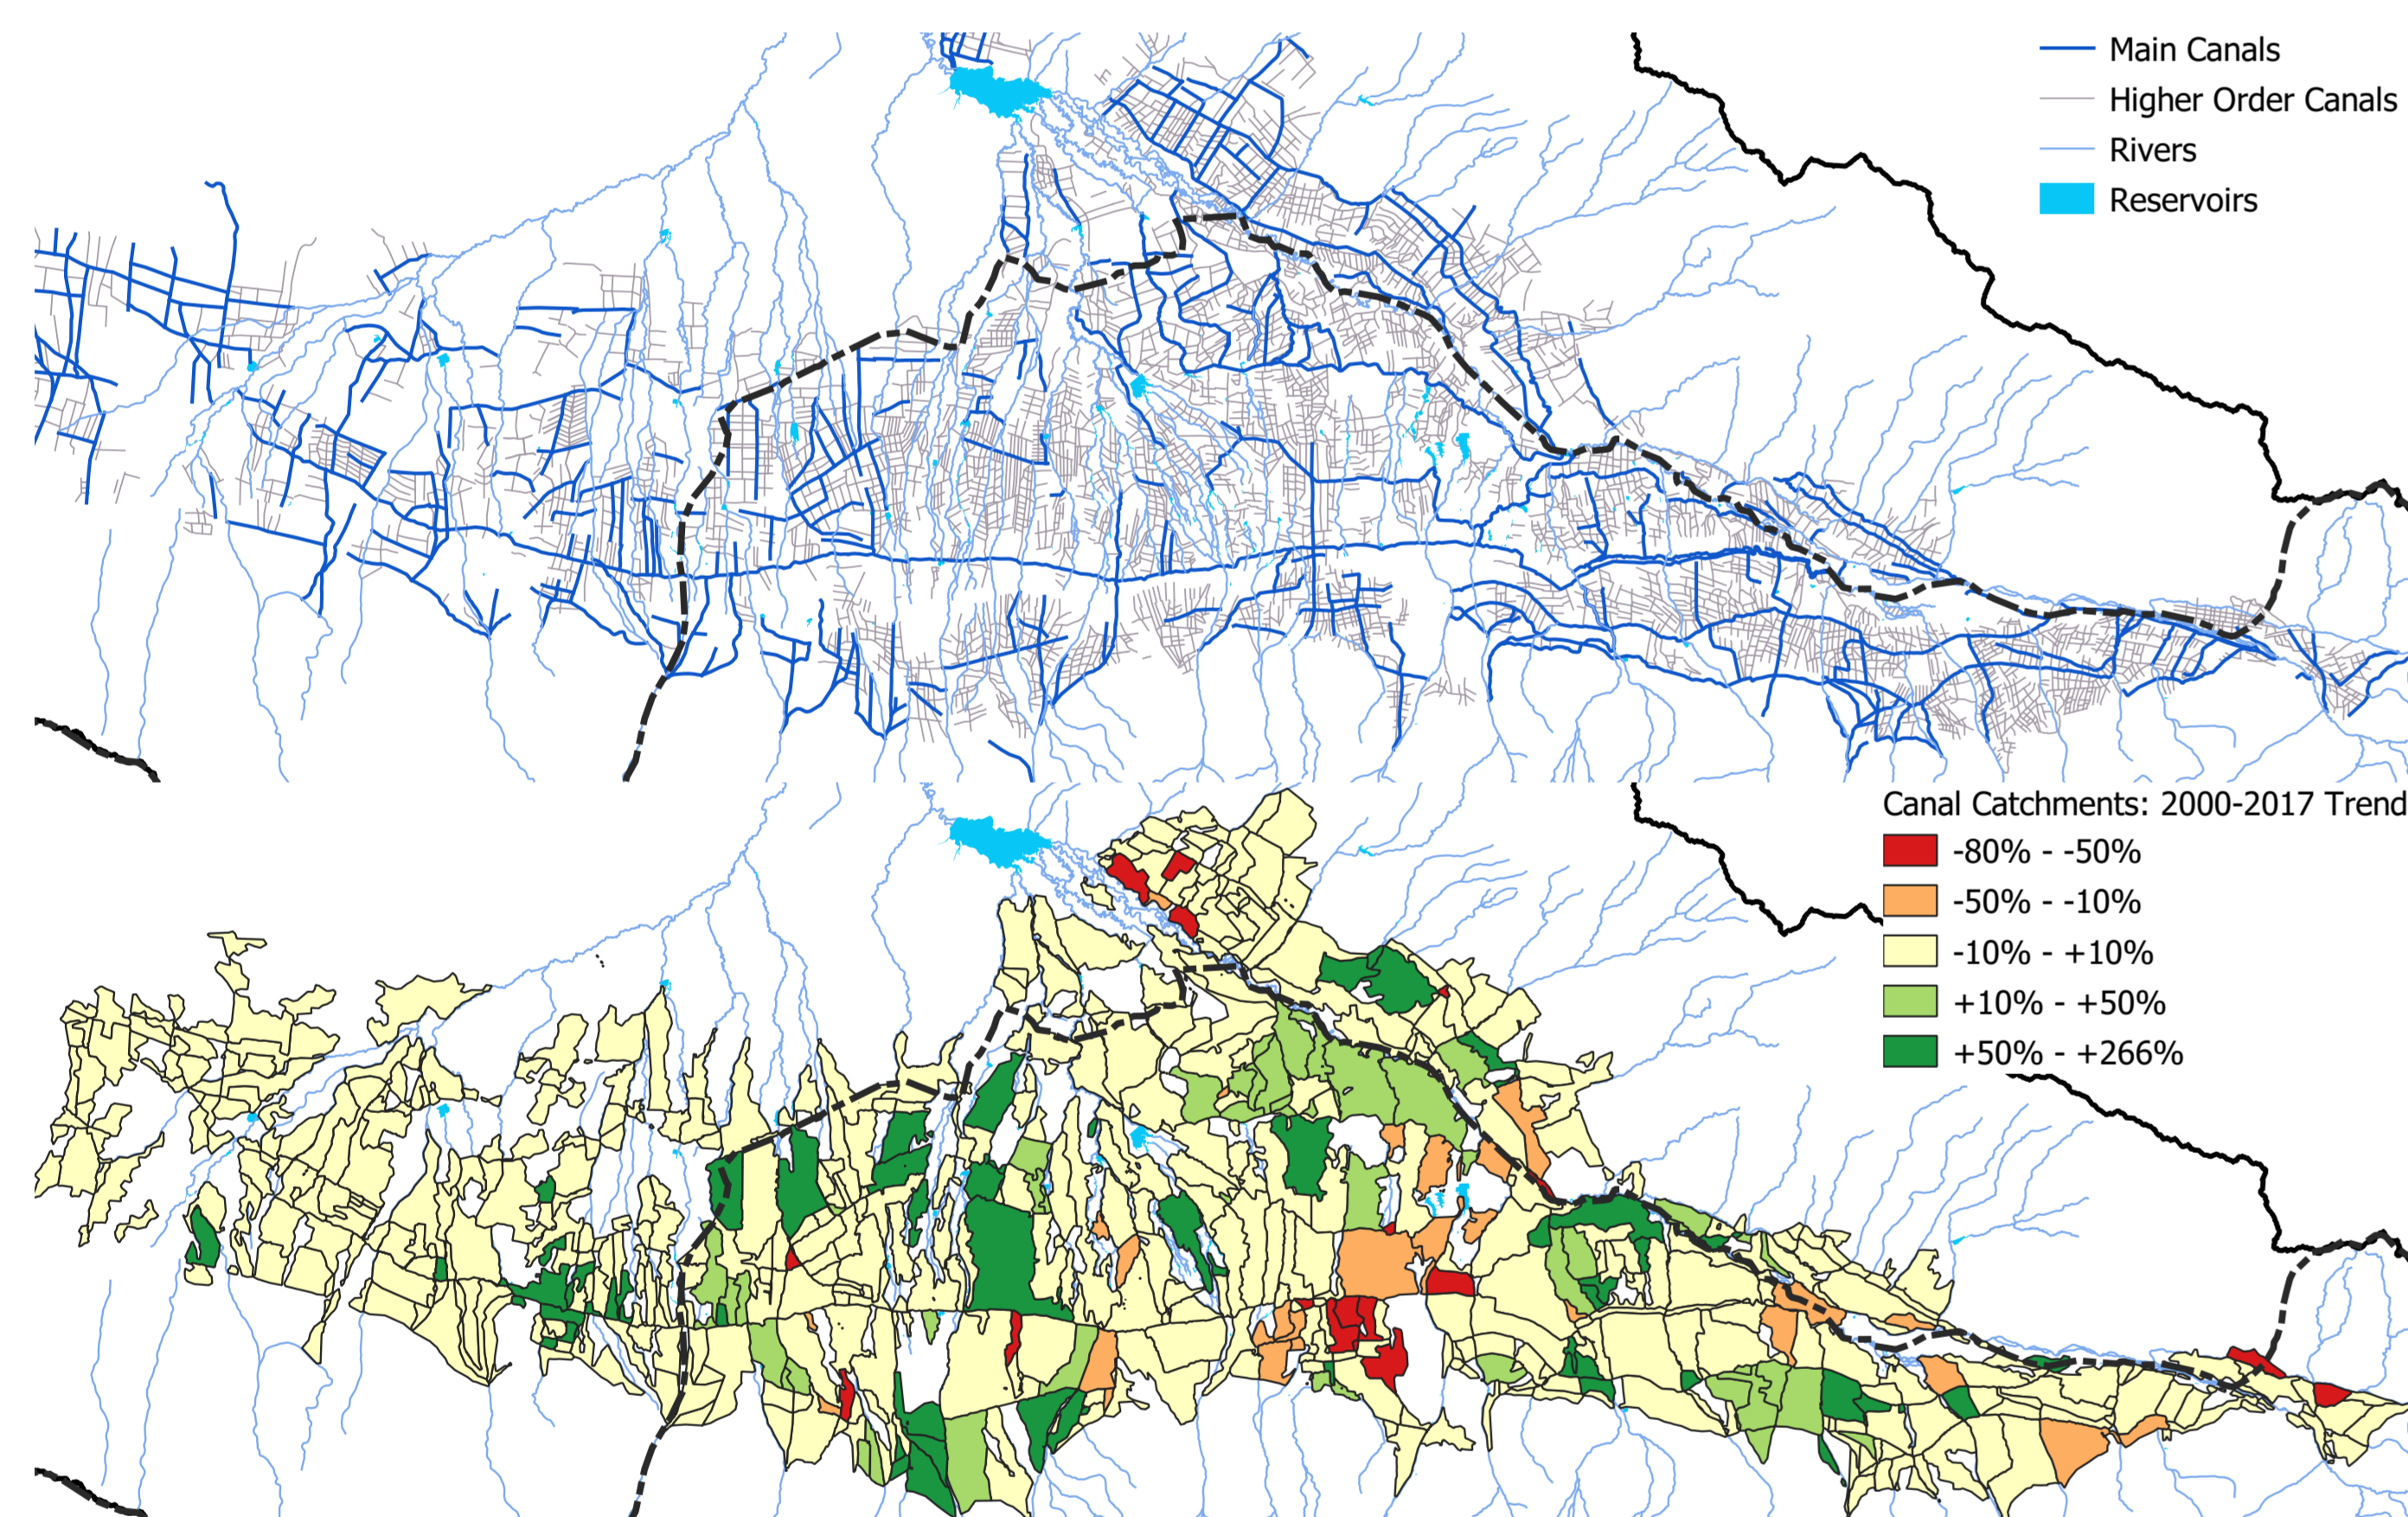 Main Canals
Higher Order Canals
Rivers
Reservoirs
Canal Catchments: 2000-2017 Trend
-80% - -50%
-50% - -10%
-10% - +10%
+10% - +50%
+50% - +266%